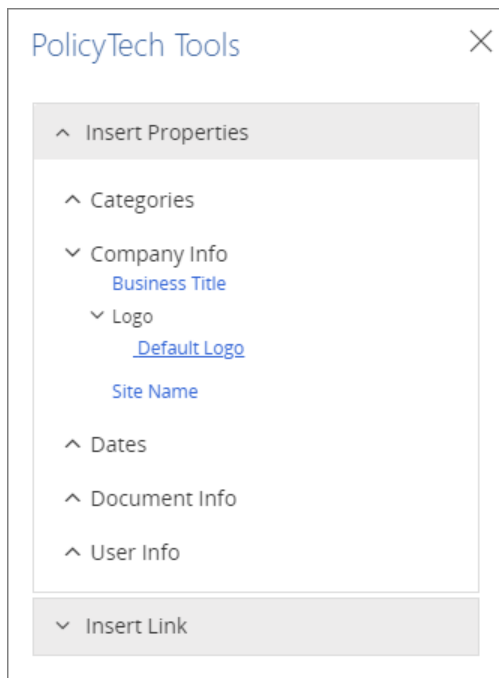 PolicyTech Tools
Insert Properties
Categories
Company Info
Business Title
Logo
Default Logo
Site Name
Dates
Document Info
User Info
Insert Link